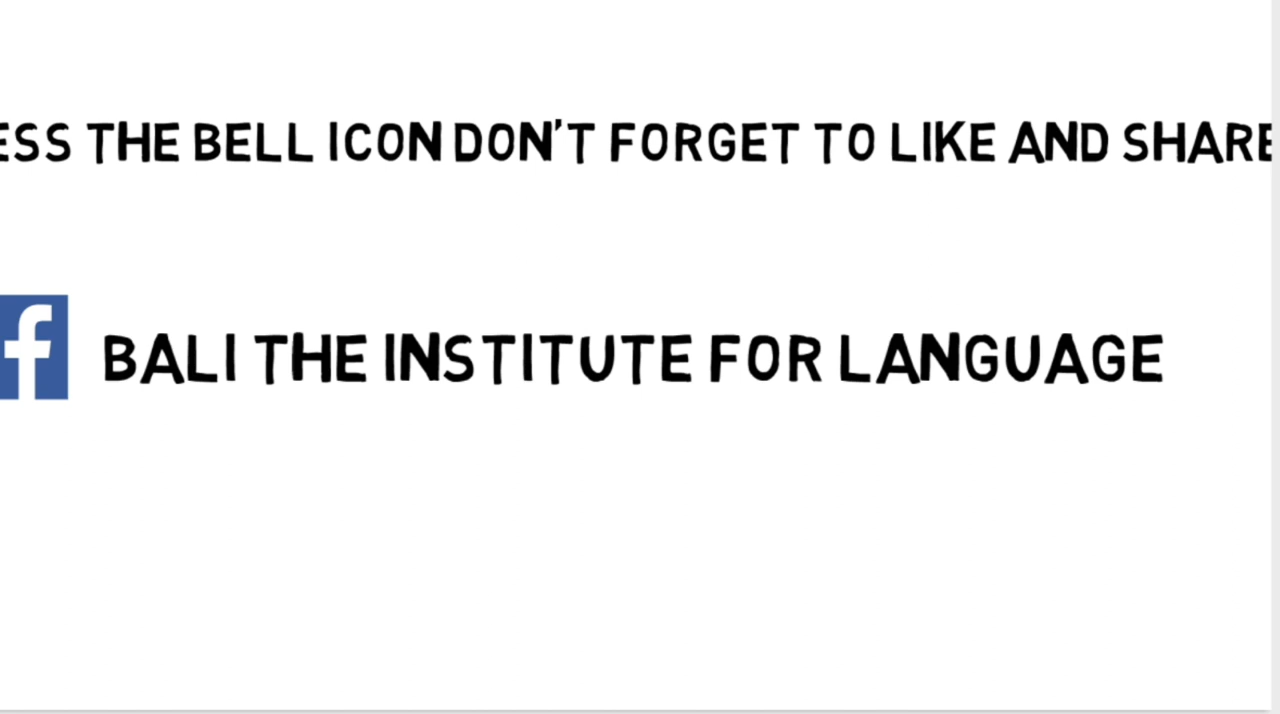 ESS THE BELL ICON DON'T FORGET TO LIKE AND SHARE
BALI THE INSTITUTE FOR LANGUAGE